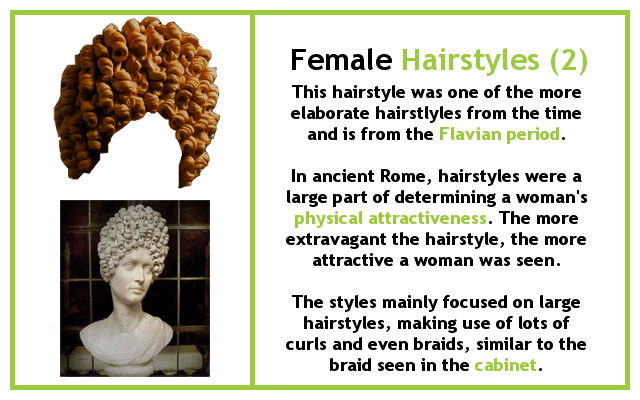 Female Hairstyles (2)
This hairstyle was one of the more
elaborate hairstlyles from the time
and is from the Flavian period.
In ancient Rome, hairstyles were a
large part of determining a woman's
physical attractiveness. The more
extravagant the hairstyle, the more
attractive a woman was seen.
The styles mainly focused on large
hairstyles, making use of lots of
curls and even braids, similar to the
braid seen in the cabinet.